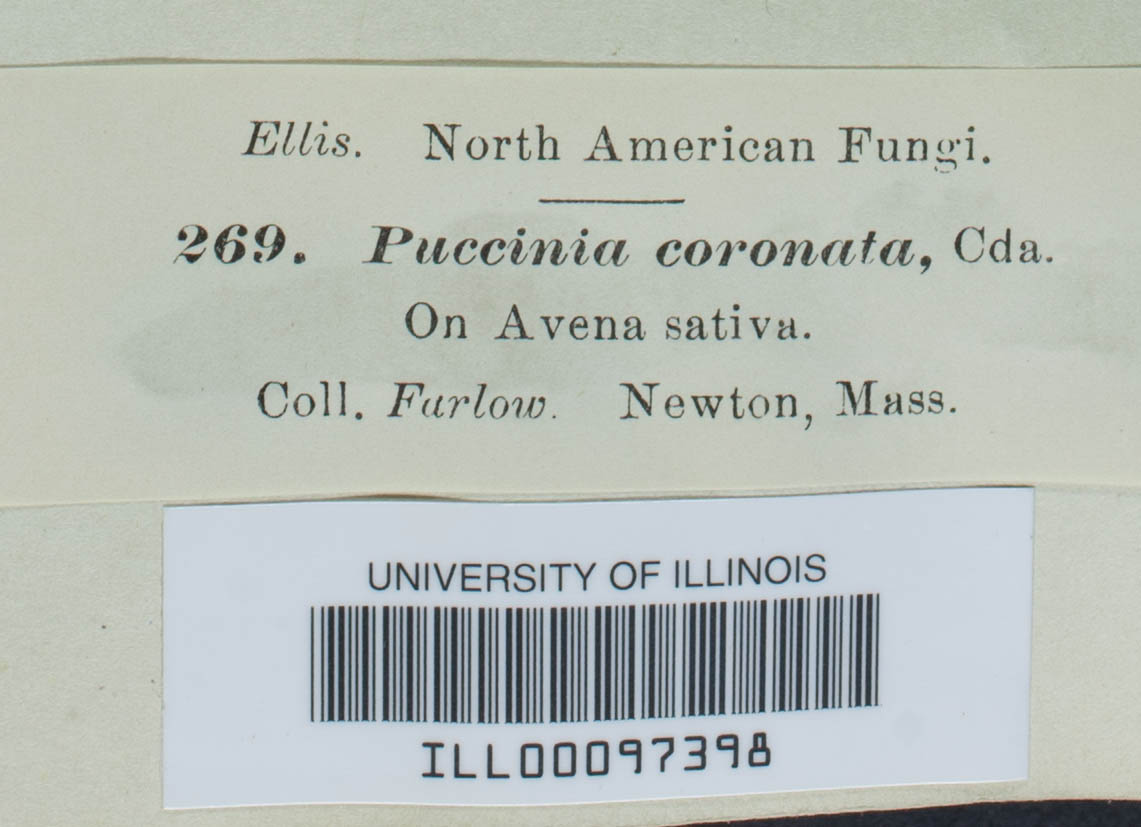 Ellis. North American Fungi.
269. Puccinia coronata, Cda.
On Avena sativa.
Coll. Farlow. Newton, Mass.
UNIVERSITY OF ILLINOIS
ILL00097398